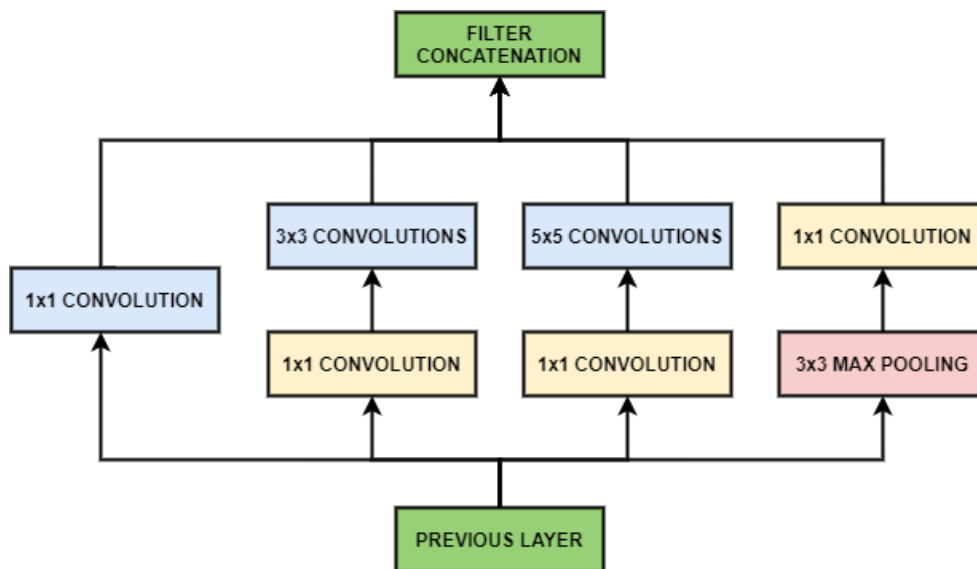 FILTER
CONCATENATION
3x3 CONVOLUTIONS
5x5 CONVOLUTIONS
1x1 CONVOLUTION
1x1 CONVOLUTION
1x1 CONVOLUTION
1x1 CONVOLUTION
3x3 MAX POOLING
PREVIOUS LAYER